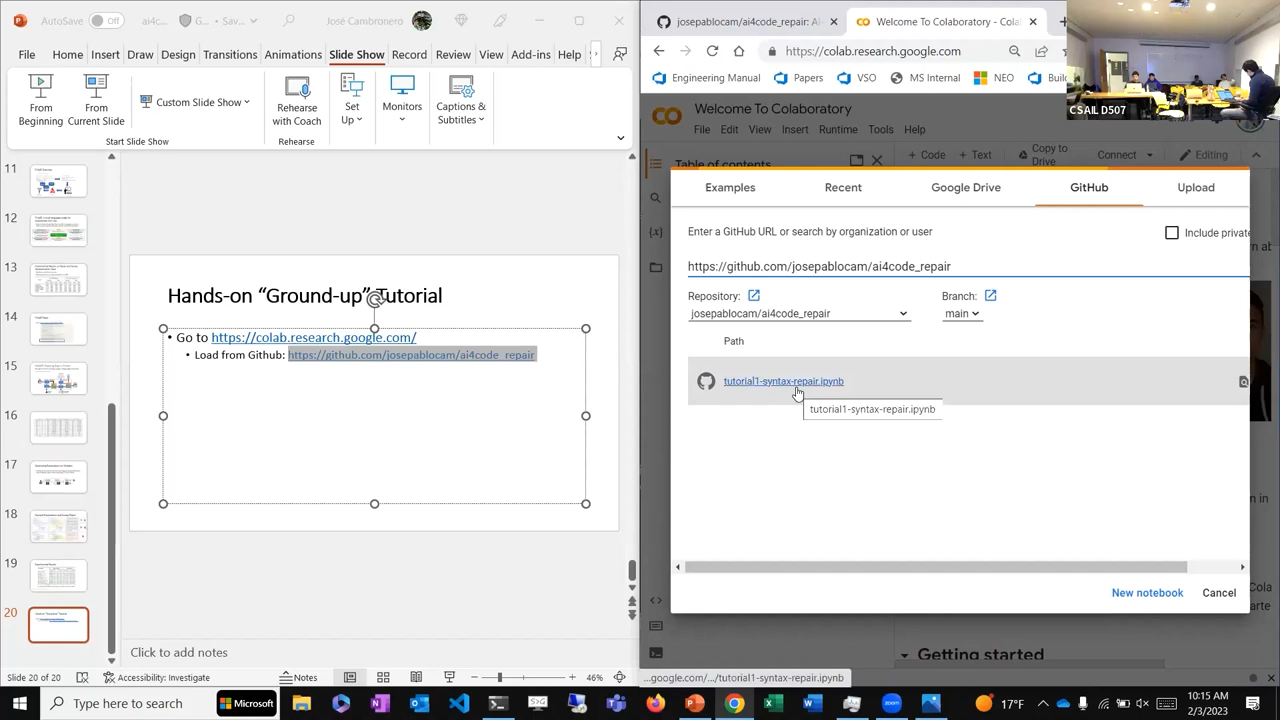 AutoSave Off
ai4c...
G...
Sav...
José Cambronero
File Home Insert Draw Design Transitions Animations Slide Show Record Review View Add-ins Help
From Beginning
From Current Slide
Custom Slide Show
Rehearse with Coach
Set Up
Monitors
Captions & Subtitles
Start Slide Show
Rehearse
11
12
13
14
15
16
17
18
19
20
Hands-on “Ground-up” Tutorial
• Go to https://colab.research.google.com/
• Load from Github: https://github.com/josepablocam/ai4code_repair
Click to add notes
Slide 20 of 20
Accessibility: Investigate
Notes
46%
josepablocam/ai4code_repair: A
Welcome To Colaboratory - Cola
https://colab.research.google.com
Engineering Manual
Papers
VSO
MS Internal
NEO
Buil
CSAIL D507
Welcome To Colaboratory
File Edit View Insert Runtime Tools Help
Table of contents
+ Code + Text
Copy to Drive
Connect
Editing
Examples Recent Google Drive GitHub Upload
Enter a GitHub URL or search by organization or user
Include private
https://github.com/josepablocam/ai4code_repair
Repository:
Branch:
josepablocam/ai4code_repair
main
Path
tutorial1-syntax-repair.ipynb
tutorial1-syntax-repair.ipynb
New notebook
Cancel
Getting started
...google.com/.../tutorial1-syntax-repair.ipynb
Type here to search
Microsoft
17°F
10:15 AM
2/3/2023